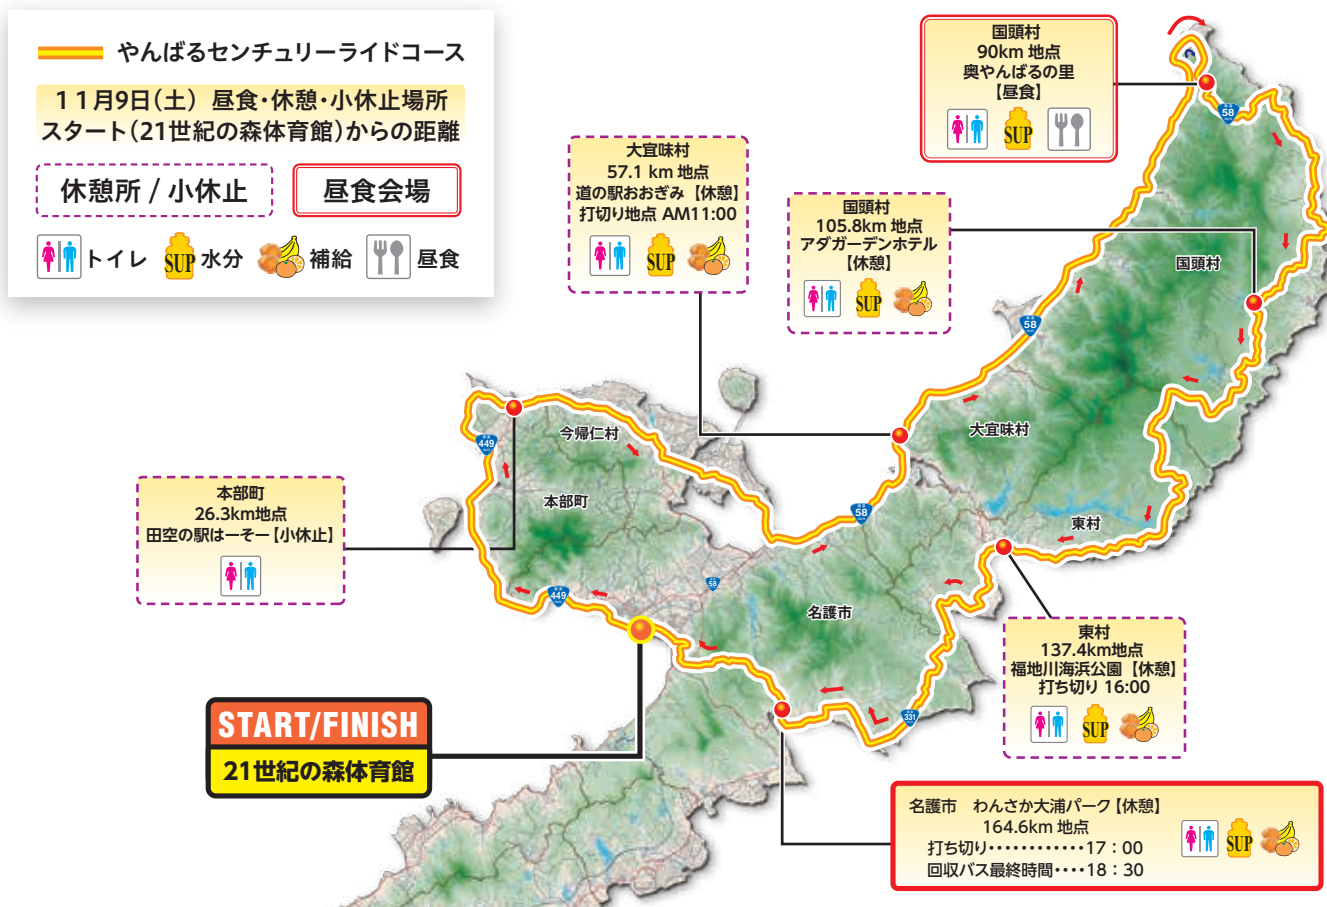 やんばるセンチュリーライドコース
11月9日(土) 昼食・休憩・小休止場所
スタート(21世紀の森体育館)からの距離
休憩所 / 小休止
昼食会場
トイレ
SUP 水分
補給
昼食
国頭村
90km 地点
奥やんばるの里
【昼食】
SUP
大宜味村
57.1 km 地点
道の駅おおぎみ【休憩】
打切り地点 AM11:00
SUP
国頭村
105.8km 地点
アダガーデンホテル
【休憩】
SUP
本部町
26.3km地点
田空の駅はーそー【小休止】
東村
137.4km地点
福地川海浜公園【休憩】
打ち切り 16:00
SUP
名護市 わんさか大浦パーク【休憩】
164.6km 地点
打ち切り・・・・・・・・・・・・17：00
回収バス最終時間・・・・18：30
SUP
START/FINISH
21世紀の森体育館
国頭村
大宜味村
東村
今帰仁村
本部町
名護市
58
58
58
58
449
449
331